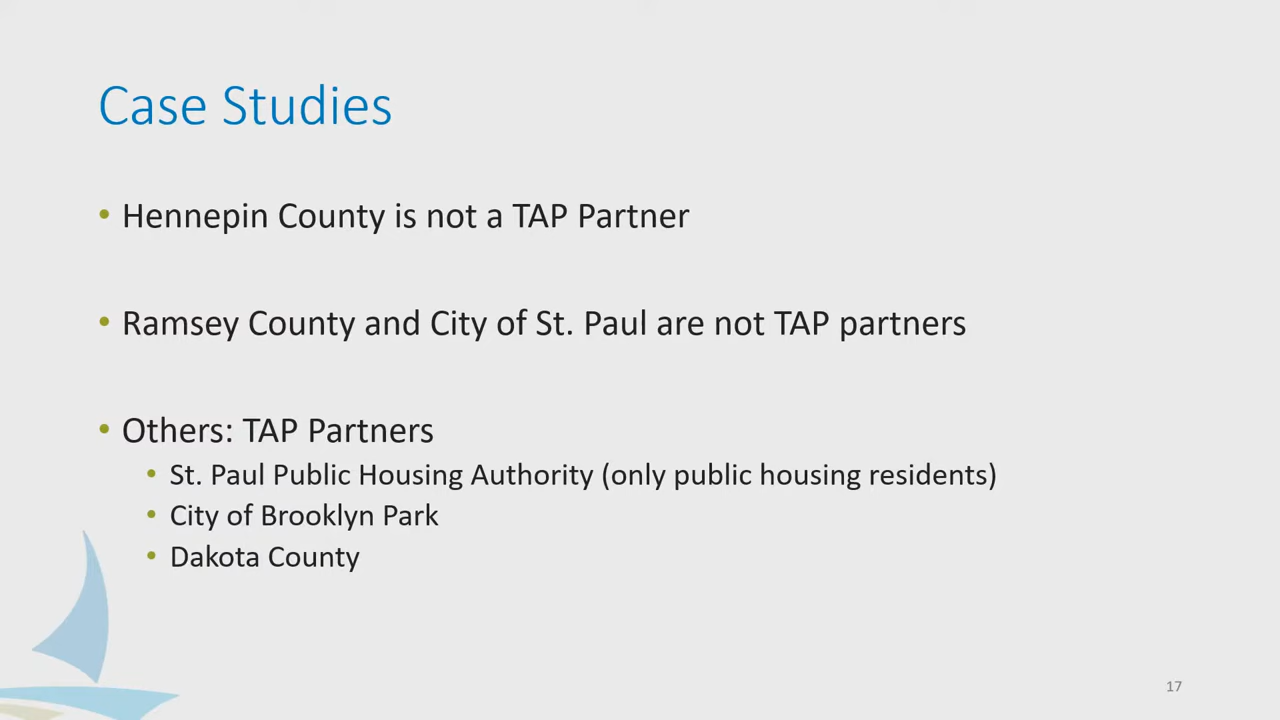 Case Studies
• Hennepin County is not a TAP Partner
• Ramsey County and City of St. Paul are not TAP partners
• Others: TAP Partners
• St. Paul Public Housing Authority (only public housing residents)
• City of Brooklyn Park
• Dakota County
17